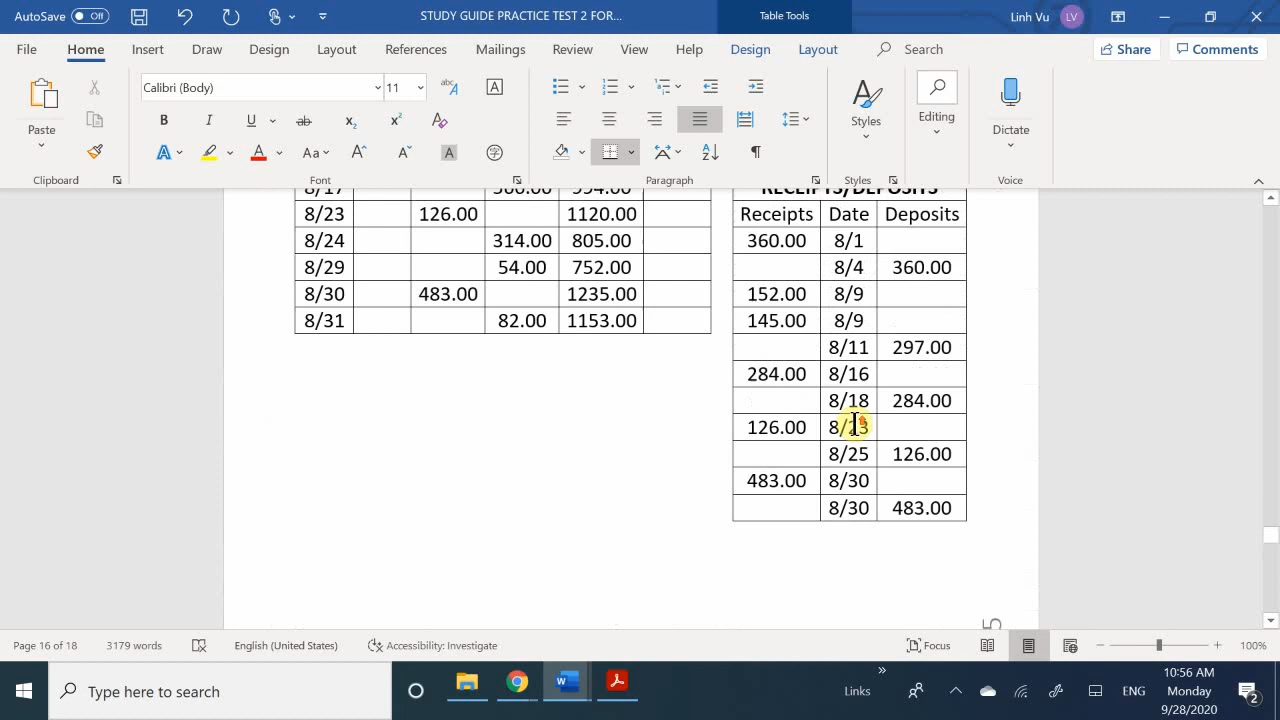 AutoSave Off STUDY GUIDE PRACTICE TEST 2 FOR... Table Tools Linh Vu LV
File Home Insert Draw Design Layout References Mailings Review View Help Design Layout Search Share Comments
Calibri (Body) 11
Paste Styles Editing Dictate
Clipboard Font Paragraph Styles Voice
8/23 126.00 1120.00
8/24 314.00 805.00
8/29 54.00 752.00
8/30 483.00 1235.00
8/31 82.00 1153.00
RECEIPTS/DEPOSITS
Receipts Date Deposits
360.00 8/1
8/4 360.00
152.00 8/9
145.00 8/9
8/11 297.00
284.00 8/16
8/18 284.00
126.00 8/23
8/25 126.00
483.00 8/30
8/30 483.00
5
Page 16 of 18 3179 words English (United States) Accessibility: Investigate Focus 100%
Type here to search Links ENG 10:56 AM
Monday
9/28/2020 2